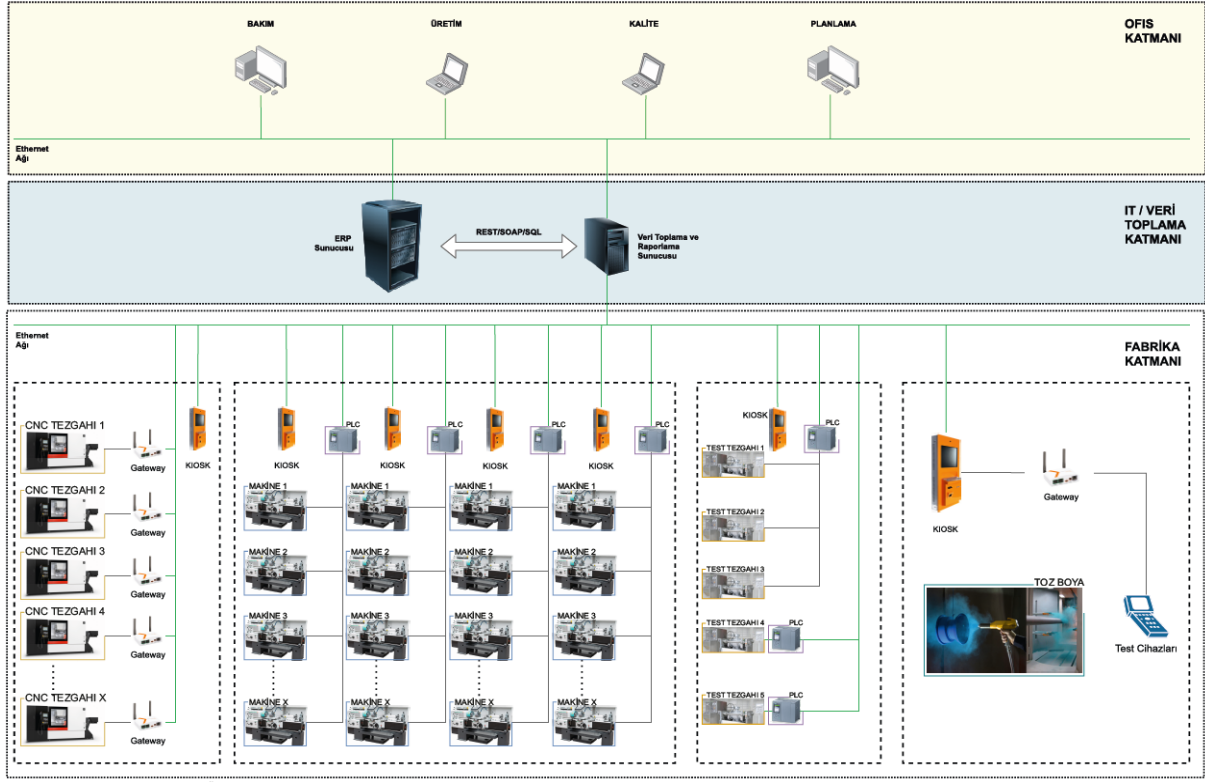 BAKIM
ÜRETİM
KALİTE
PLANLAMA
OFIS
KATMANI
Ethernet
Ağı
IT / VERİ
TOPLAMA
KATMANI
ERP
Sunucusu
REST/SOAP/SQL
Veri Toplama ve
Raporlama
Sunucusu
Ethernet
Ağı
FABRİKA
KATMANI
CNC TEZGAHI 1
Gateway
CNC TEZGAHI 2
Gateway
CNC TEZGAHI 3
Gateway
CNC TEZGAHI 4
Gateway
CNC TEZGAHI X
Gateway
KIOSK
KIOSK
PLC
KIOSK
PLC
KIOSK
PLC
KIOSK
PLC
MAKİNE 1
MAKİNE 1
MAKİNE 1
MAKİNE 1
MAKİNE 2
MAKİNE 2
MAKİNE 2
MAKİNE 2
MAKİNE 3
MAKİNE 3
MAKİNE 3
MAKİNE 3
MAKİNE X
MAKİNE X
MAKİNE X
MAKİNE X
KIOSK
PLC
TEST TEZGAHI 1
TEST TEZGAHI 2
TEST TEZGAHI 3
TEST TEZGAHI 4
PLC
TEST TEZGAHI 5
PLC
KIOSK
Gateway
TOZ BOYA
Test Cihazları